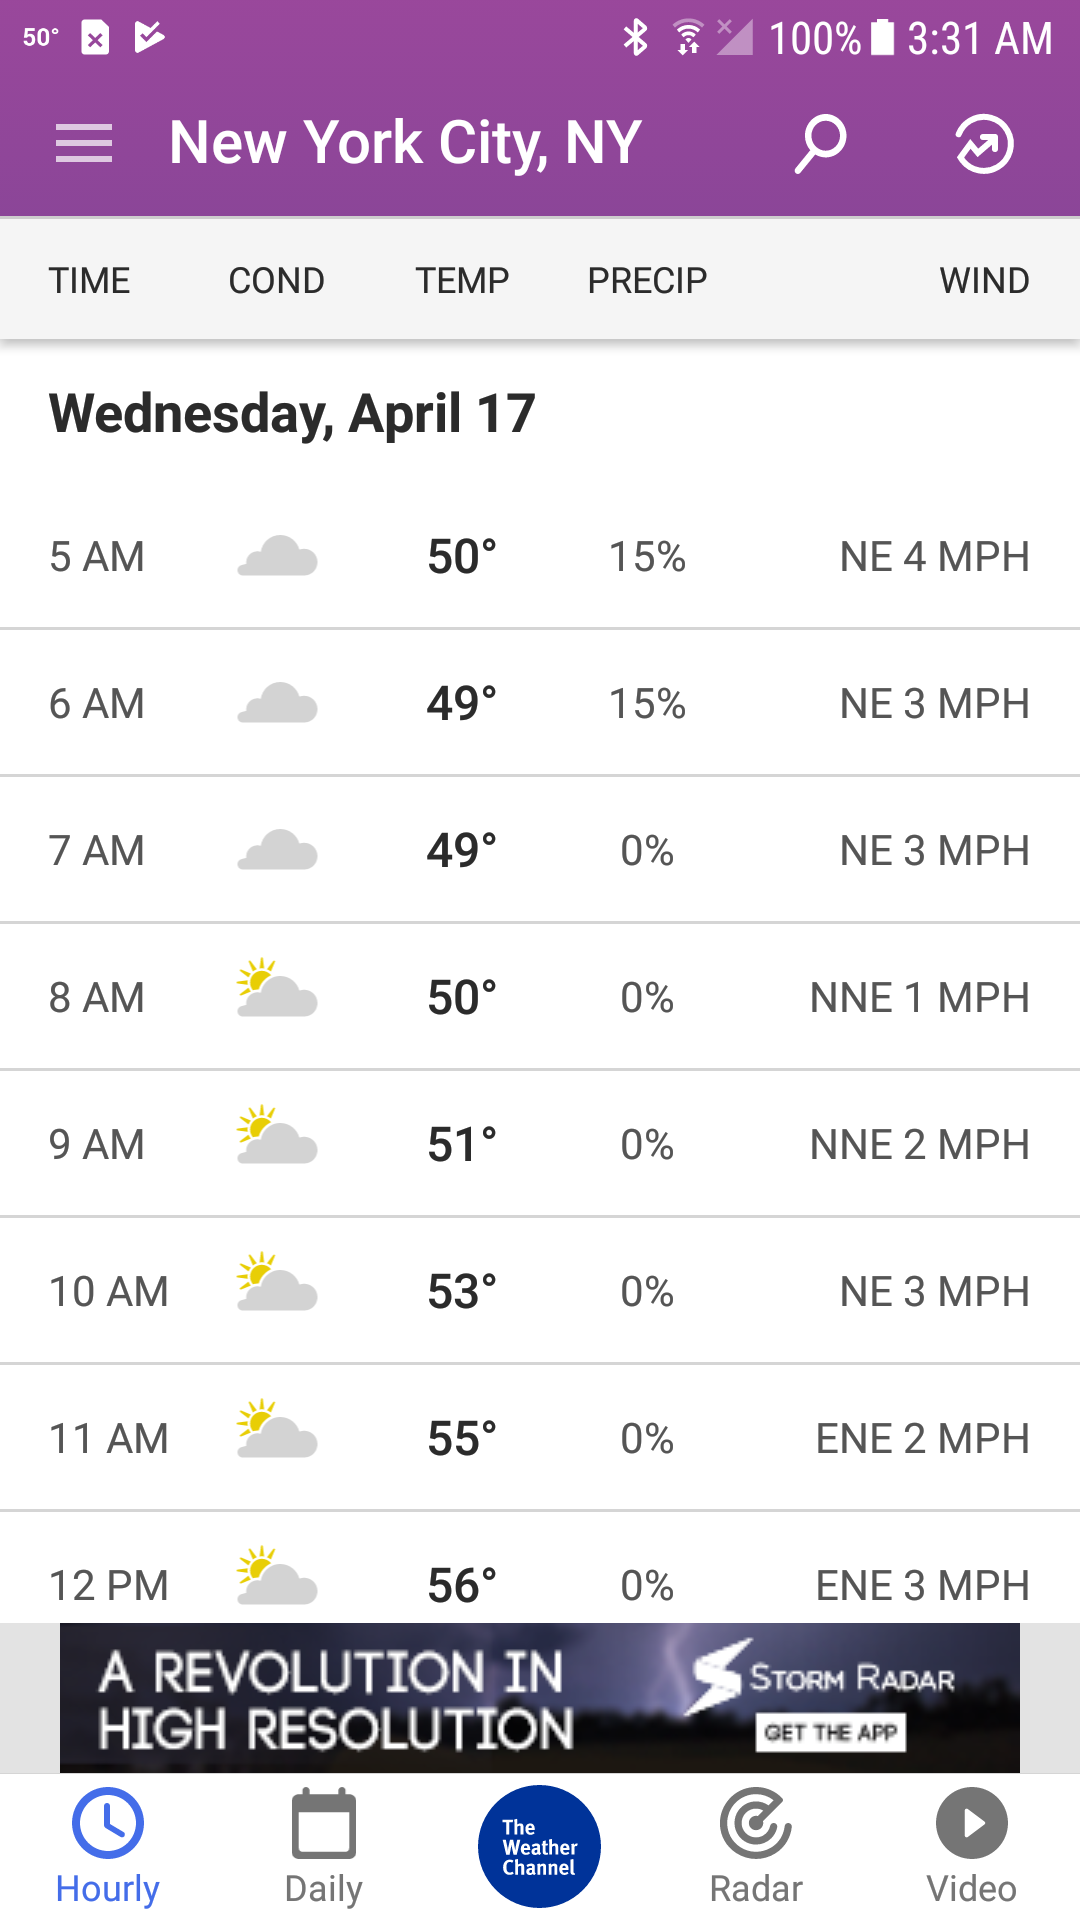 50° 100% 3:31 AM
New York City, NY
TIME COND TEMP PRECIP WIND
Wednesday, April 17
5 AM 50° 15% NE 4 MPH
6 AM 49° 15% NE 3 MPH
7 AM 49° 0% NE 3 MPH
8 AM 50° 0% NNE 1 MPH
9 AM 51° 0% NNE 2 MPH
10 AM 53° 0% NE 3 MPH
11 AM 55° 0% ENE 2 MPH
12 PM 56° 0% ENE 3 MPH
A REVOLUTION IN
HIGH RESOLUTION
STORM RADAR
GET THE APP
The
Weather
Channel
Hourly Daily Radar Video